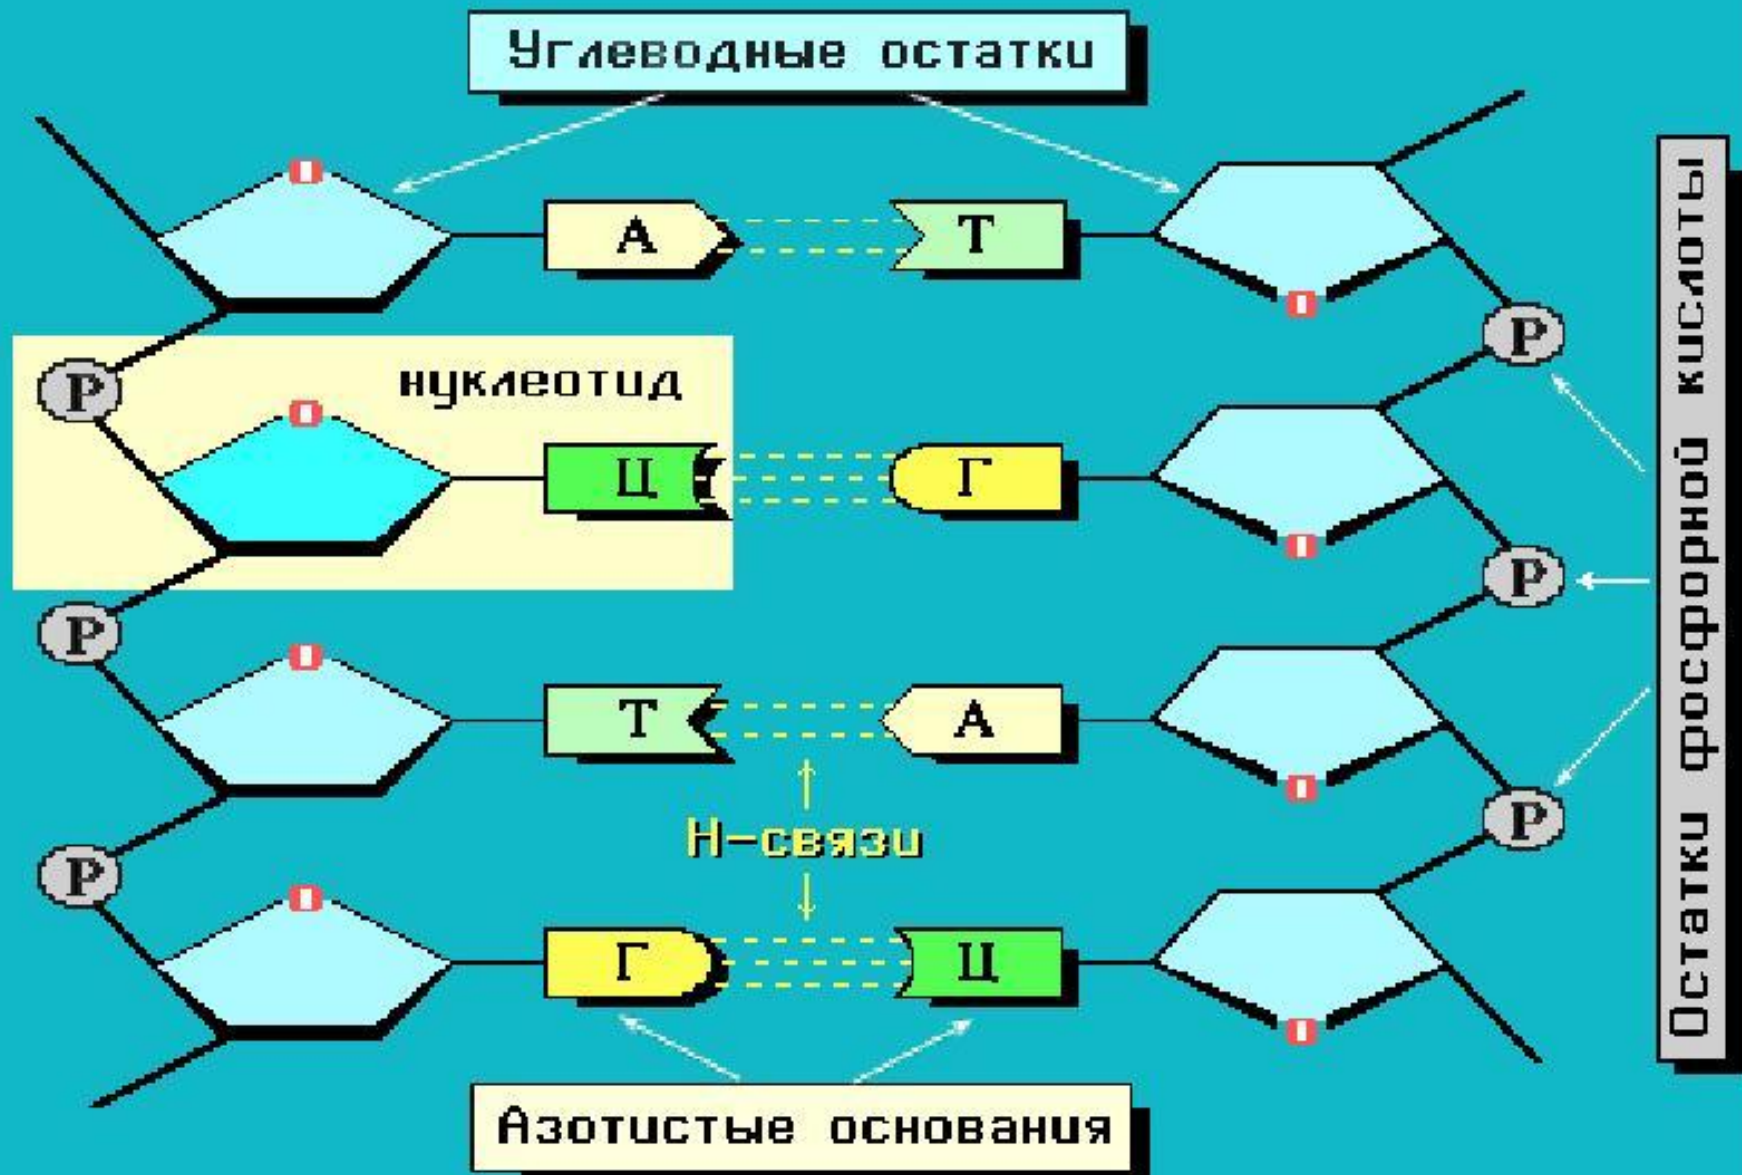 Углеводные остатки
А Т
Р
нуклеотид
Р
Ц Г
Р
Р
Т А
Н-связи
Р
Р
Г Ц
Азотистые основания
Остатки фосфорной кислоты